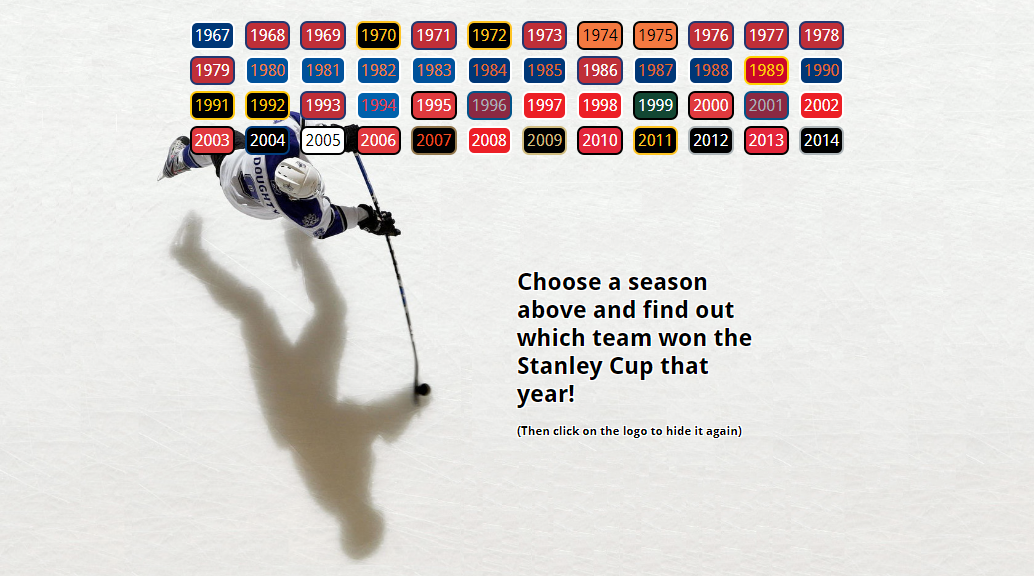 1967 1968 1969 1970 1971 1972 1973 1974 1975 1976 1977 1978
1979 1980 1981 1982 1983 1984 1985 1986 1987 1988 1989 1990
1991 1992 1993 1994 1995 1996 1997 1998 1999 2000 2001 2002
2003 2004 2005 2006 2007 2008 2009 2010 2011 2012 2013 2014
DOUGHTY
Choose a season
above and find out
which team won the
Stanley Cup that
year!
(Then click on the logo to hide it again)